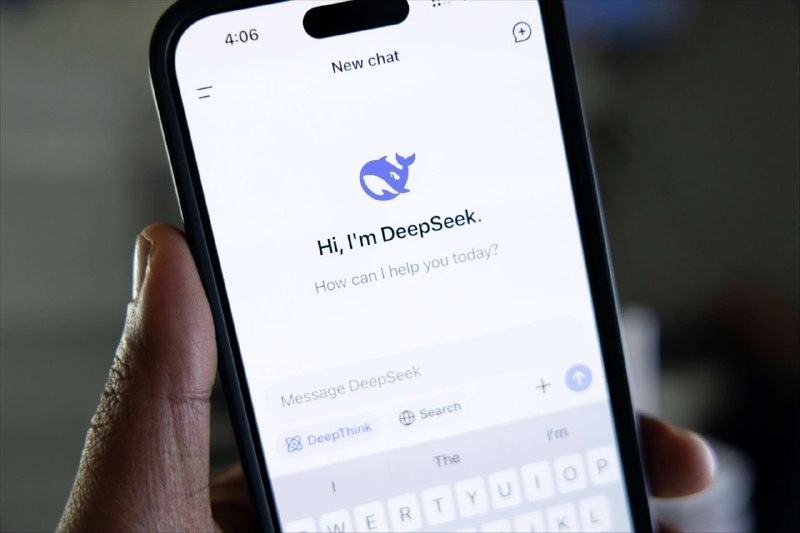 4:06
New chat
Hi, I'm DeepSeek.
How can I help you today?
Message DeepSeek
DeepThink
Search
I
The
I'm
W E R T Y U I O P
K L